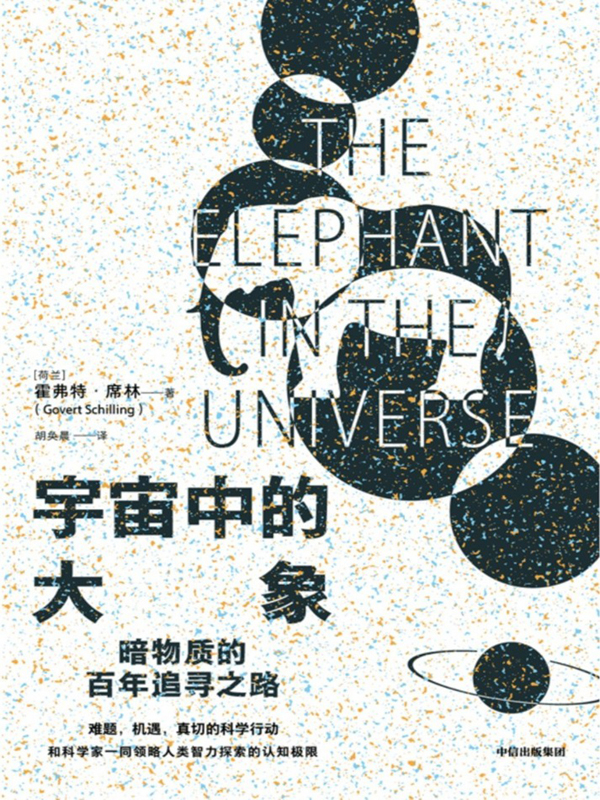 THE
ELEPHANT
IN THE
UNIVERSE
[荷兰]
霍弗特·席林——著
(Govert Schilling)
胡奂晨——译
宇宙中的
大象
暗物质的
百年追寻之路
难题，机遇，真切的科学行动
和科学家一同领略人类智力探索的认知极限
中信出版集团